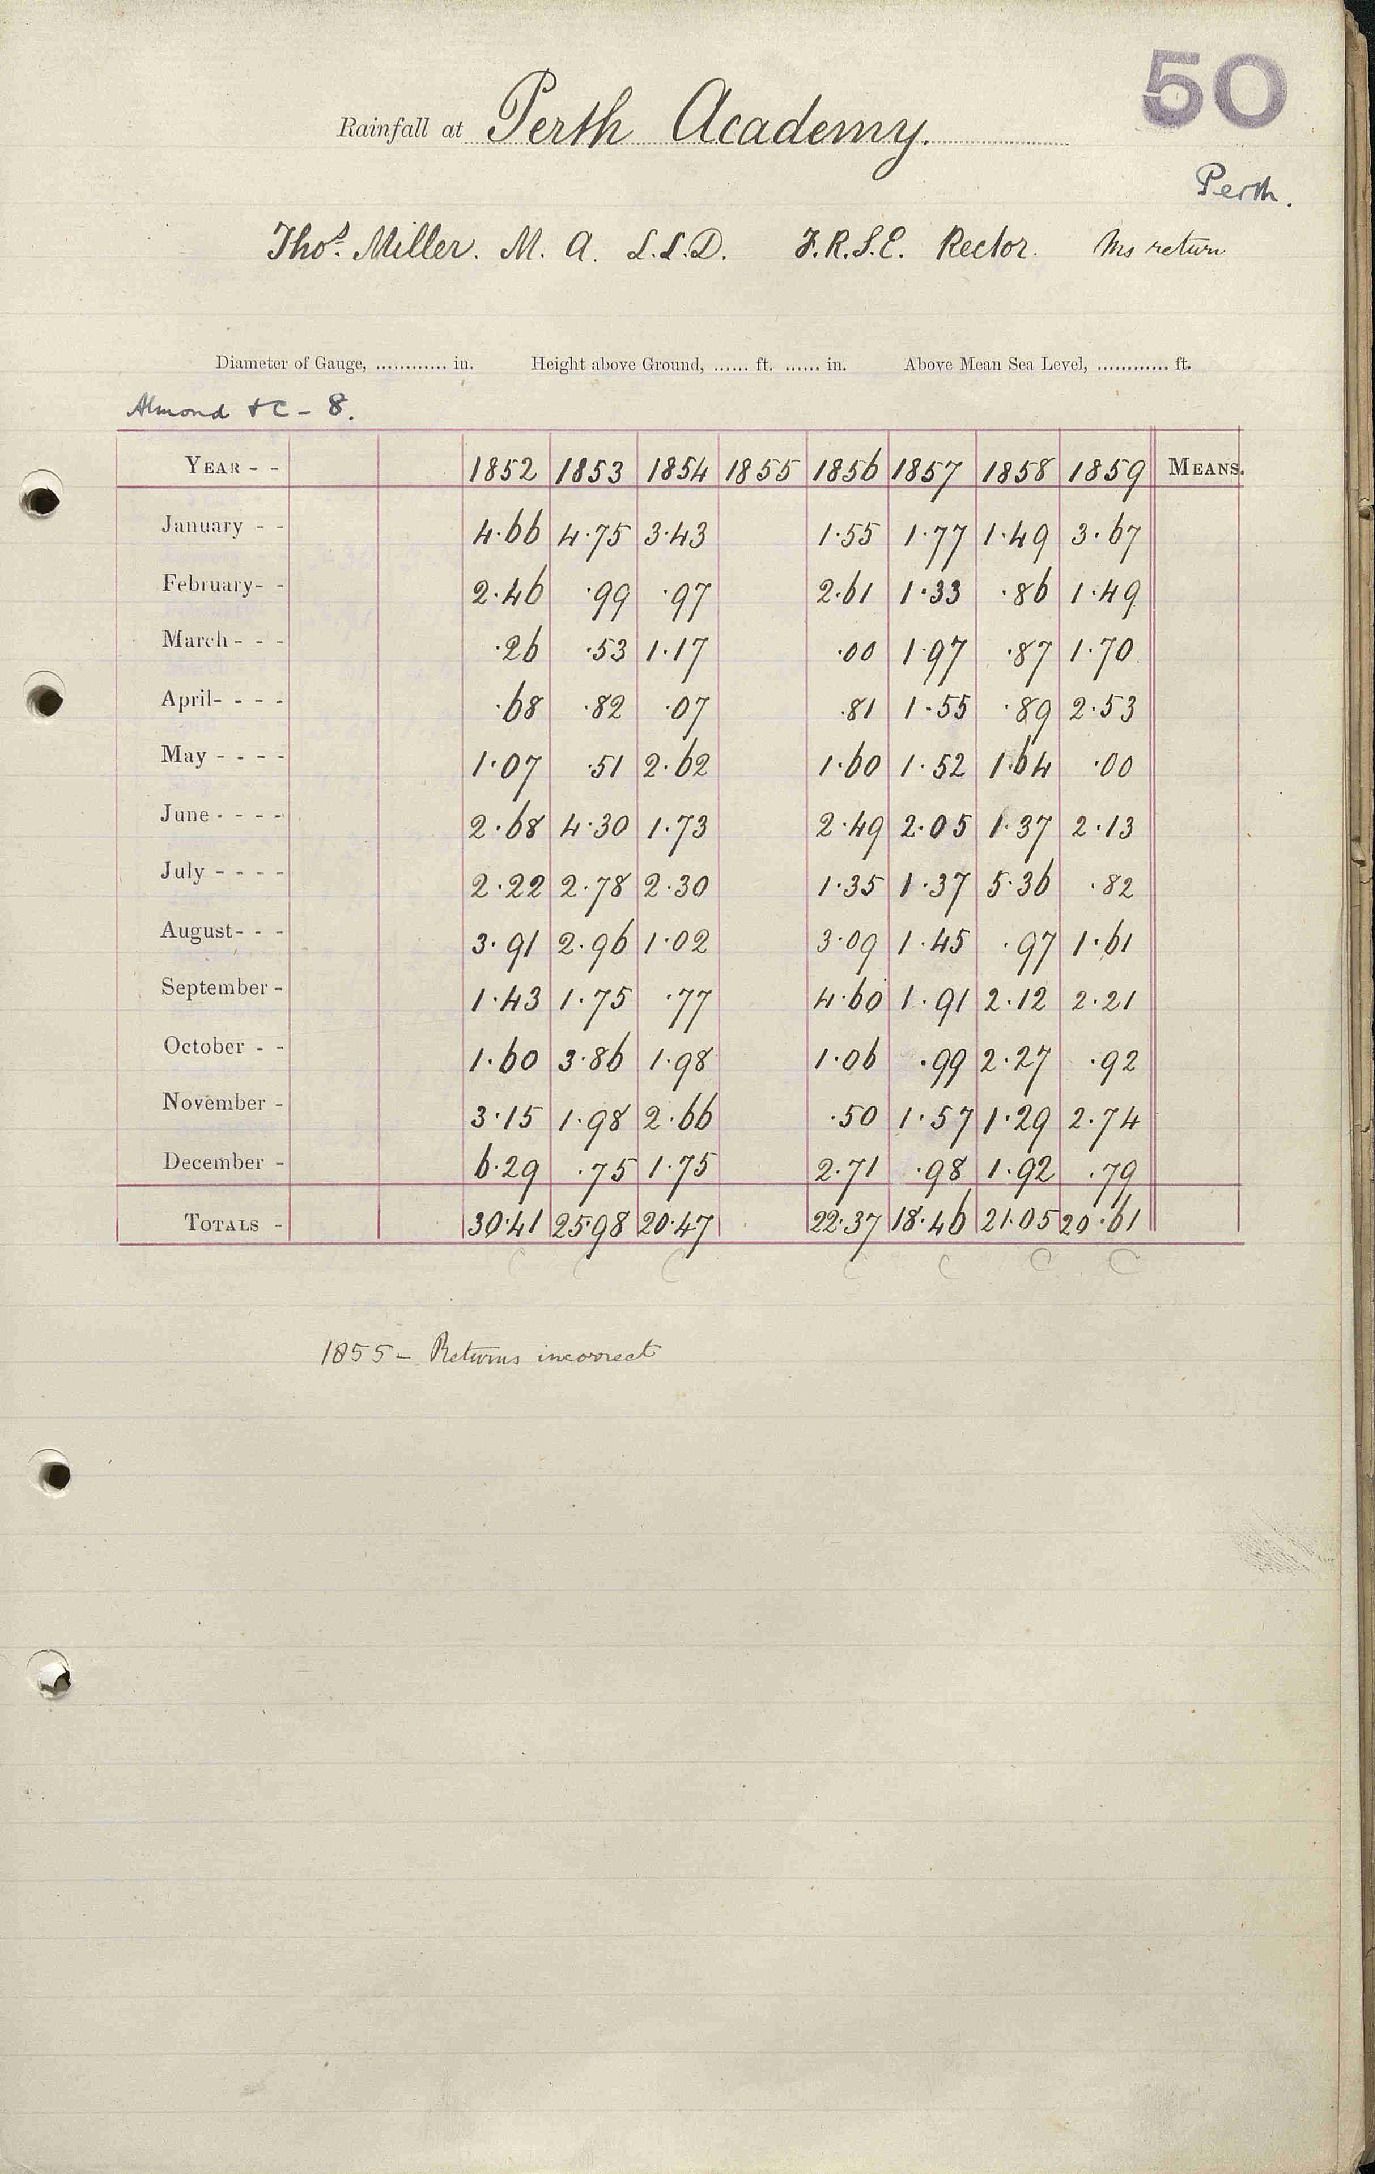 50
Rainfall at Perth Academy.
Perth.
Thos. Miller. M. A. L.L.D. F.R.S.E. Rector. Ms return
Diameter of Gauge, ............ in. Height above Ground, ...... ft. ...... in. Above Mean Sea Level, ............ ft.
Almond & C - 8.
YEAR - - 1852 1853 1854 1855 1856 1857 1858 1859 MEANS.
January - - 4.66 4.75 3.43 1.55 1.77 1.49 3.67
February - - 2.46 .99 .97 2.61 1.33 .86 1.49
March - - - .26 .53 1.17 .00 1.97 .87 1.70
April - - - - .68 .82 .07 .81 1.55 .89 2.53
May - - - - 1.07 .51 2.62 1.60 1.52 1.64 .00
June - - - - 2.68 4.30 1.73 2.49 2.05 1.37 2.13
July - - - - 2.22 2.78 2.30 1.35 1.37 5.36 .82
August - - - 3.91 2.96 1.02 3.09 1.45 .97 1.61
September - 1.43 1.75 .77 4.60 1.91 2.12 2.21
October - - 1.60 3.86 1.98 1.06 .99 2.27 .92
November - 3.15 1.98 2.66 .50 1.57 1.29 2.74
December - 6.29 .75 1.75 2.71 .98 1.92 .79
TOTALS - 30.41 25.98 20.47 22.37 18.46 21.05 20.61
C C C C C C C
1855 - Returns incorrect